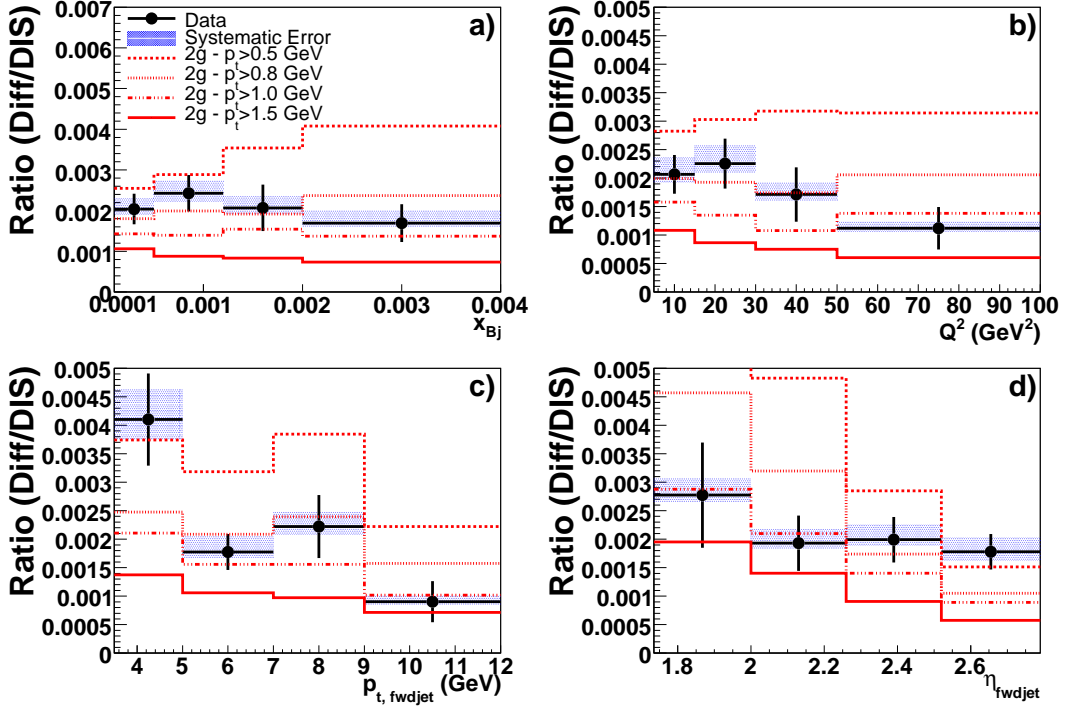 a)
Ratio (Diff/DIS)
0.007
0.006
0.005
0.004
0.003
0.002
0.001
0
Data
Systematic Error
2g - p_t>0.5 GeV
2g - p_t>0.8 GeV
2g - p_t>1.0 GeV
2g - p_t>1.5 GeV
0.0001 0.001 0.002 0.003 0.004
x_Bj
b)
Ratio (Diff/DIS)
0.005
0.0045
0.004
0.0035
0.003
0.0025
0.002
0.0015
0.001
0.0005
0
10 20 30 40 50 60 70 80 90 100
Q² (GeV²)
c)
Ratio (Diff/DIS)
0.005
0.0045
0.004
0.0035
0.003
0.0025
0.002
0.0015
0.001
0.0005
0
4 5 6 7 8 9 10 11 12
p_t, fwdjet (GeV)
d)
Ratio (Diff/DIS)
0.005
0.0045
0.004
0.0035
0.003
0.0025
0.002
0.0015
0.001
0.0005
0
1.8 2 2.2 2.4 2.6
η_fwdjet